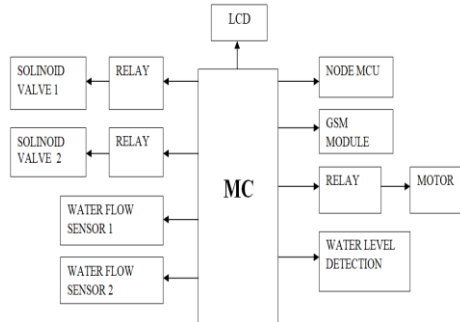 LCD
SOLINOID
VALVE 1
RELAY
NODE MCU
SOLINOID
VALVE 2
RELAY
GSM
MODULE
MC
RELAY
MOTOR
WATER FLOW
SENSOR 1
WATER LEVEL
DETECTION
WATER FLOW
SENSOR 2